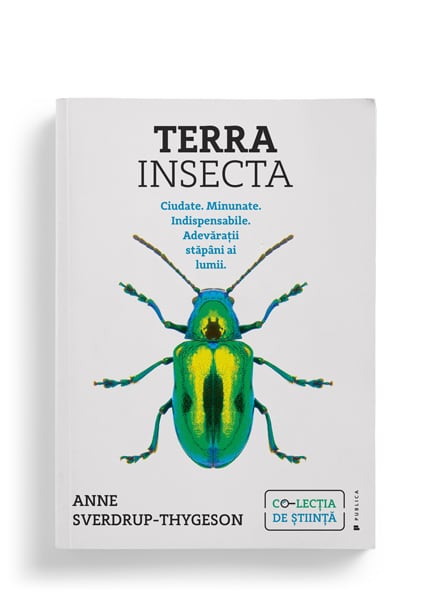 TERRA
INSECTA
Ciudate. Minunate.
Indispensabile.
Adevărații
stăpâni ai
lumii.
ANNE
SVERDRUP-THYGESON
CO-LECȚIA
DE ȘTIINȚĂ
PUBLICA